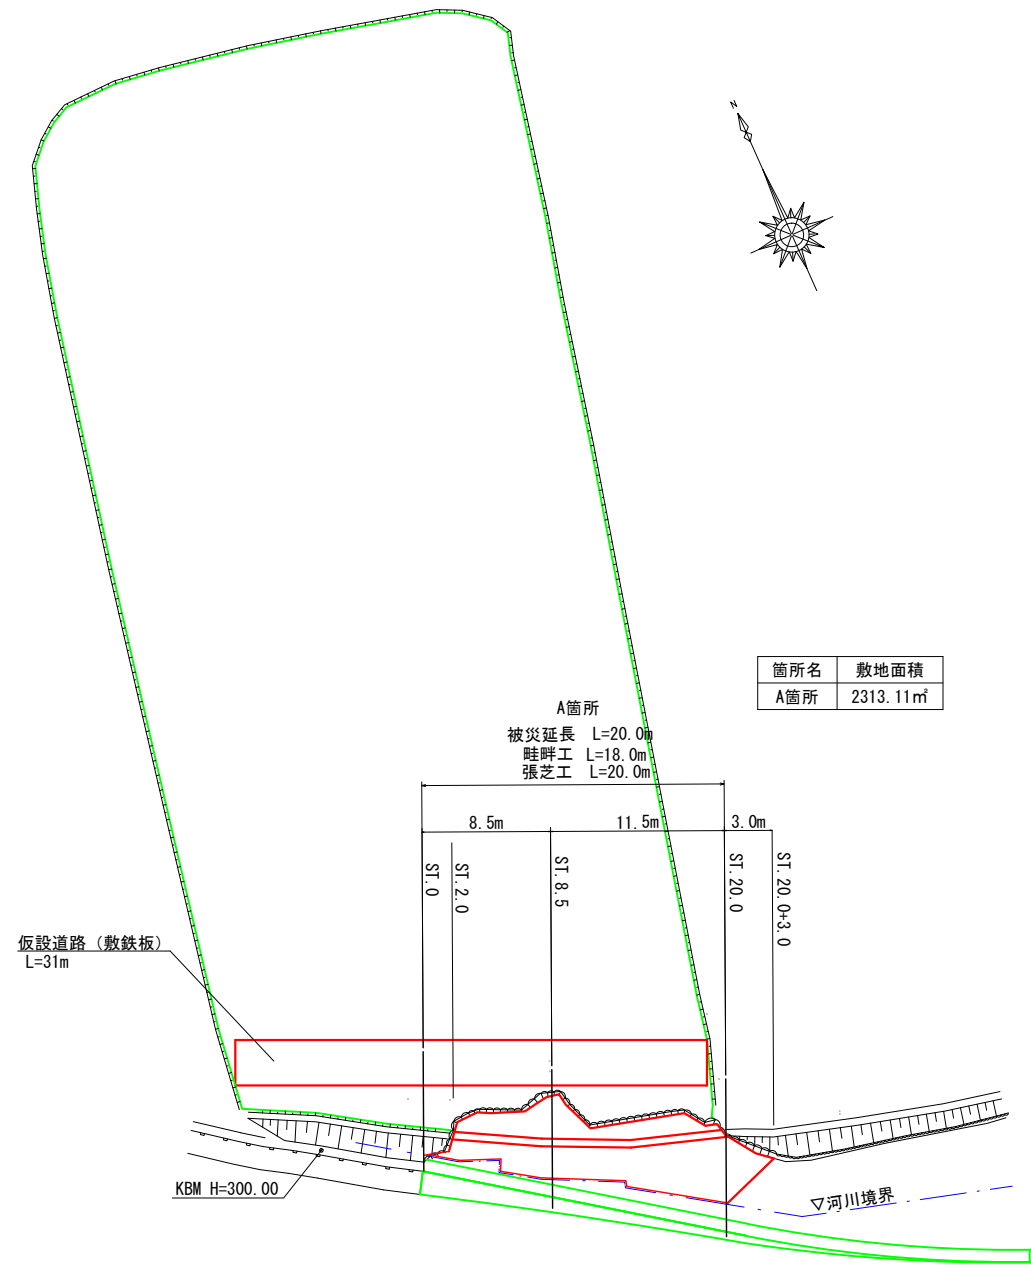 N
箇所名 敷地面積
A箇所 2313.11㎡
A箇所
被災延長 L=20.0m
畦畔工 L=18.0m
張芝工 L=20.0m
8.5m 11.5m 3.0m
ST.0
ST.2.0
ST.8.5
ST.20.0
ST.20.0+3.0
仮設道路（敷鉄板）
L=31m
KBM H=300.00
▽河川境界